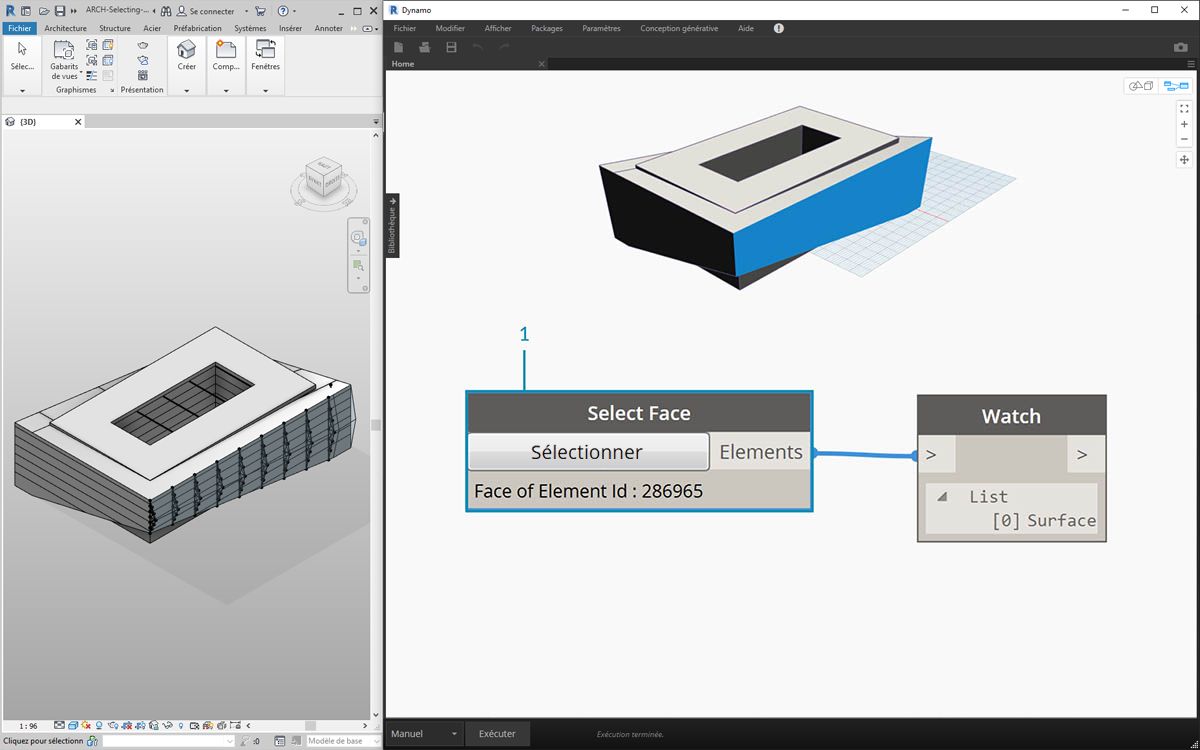 ARCH-Selecting-...
Se connecter
Fichier Architecture Structure Acier Préfabrication Systèmes Insérer Annoter
Sélec...
Gabarits
de vues
Créer
Comp...
Fenêtres
Graphismes
Présentation
{3D}
HAUT
1 : 96
Cliquez pour sélectionn
:0
Modèle de base
Dynamo
Fichier Modifier Afficher Packages Paramètres Conception générative Aide
Home
Bibliothèque
1
Select Face
Sélectionner
Elements
Face of Element Id : 286965
Watch
> >
List
[0] Surface
Manuel
Exécuter
Exécution terminée.